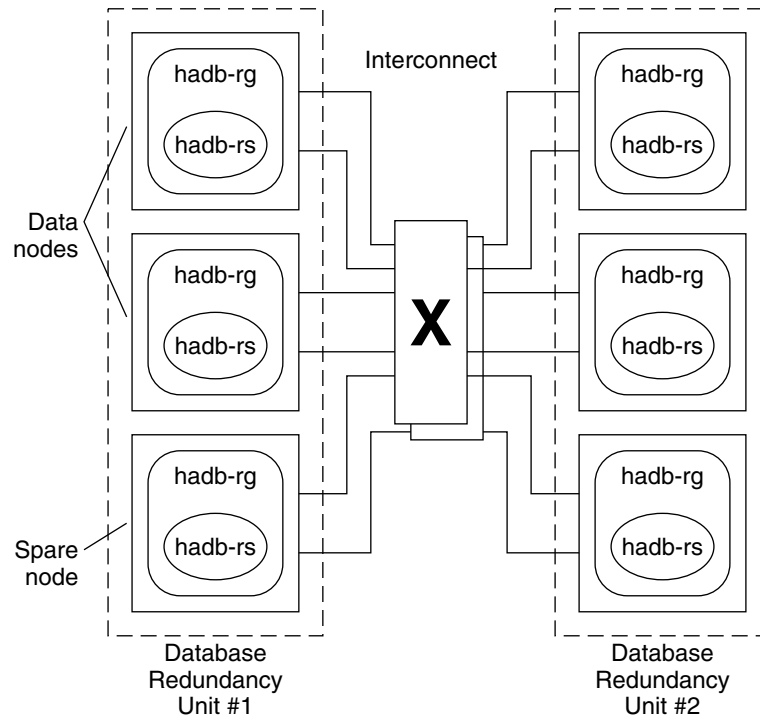 Interconnect
hadb-rg
hadb-rs
hadb-rg
hadb-rs
Data
nodes
hadb-rg
hadb-rs
X
hadb-rg
hadb-rs
hadb-rg
hadb-rs
Spare
node
hadb-rg
hadb-rs
Database
Redundancy
Unit #1
Database
Redundancy
Unit #2